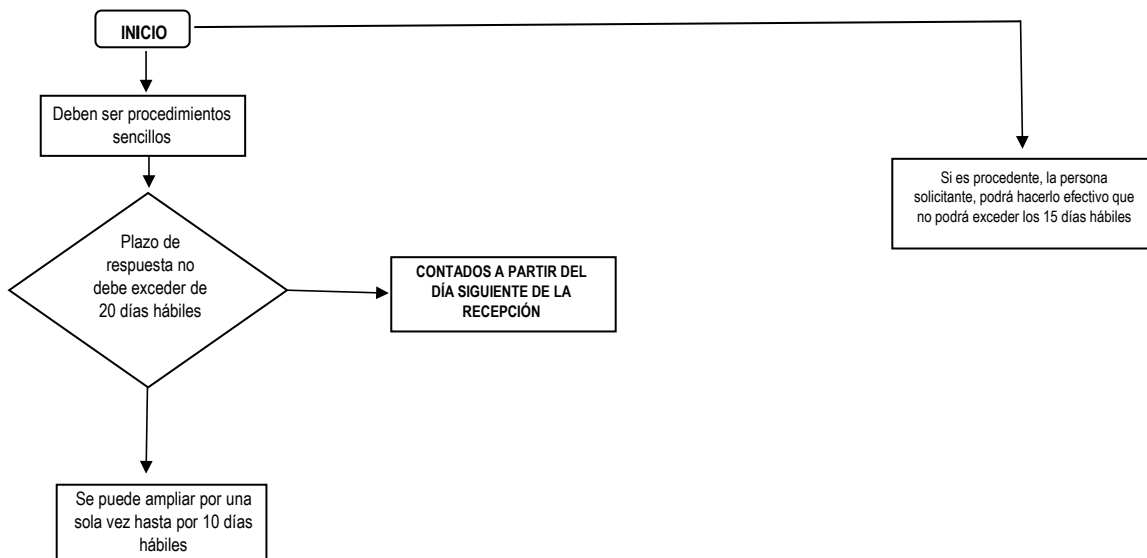 INICIO
Deben ser procedimientos
sencillos
Si es procedente, la persona
solicitante, podrá hacerlo efectivo que
no podrá exceder los 15 días hábiles
Plazo de
respuesta no
debe exceder de
20 días hábiles
CONTADOS A PARTIR DEL
DÍA SIGUIENTE DE LA
RECEPCIÓN
Se puede ampliar por una
sola vez hasta por 10 días
hábiles